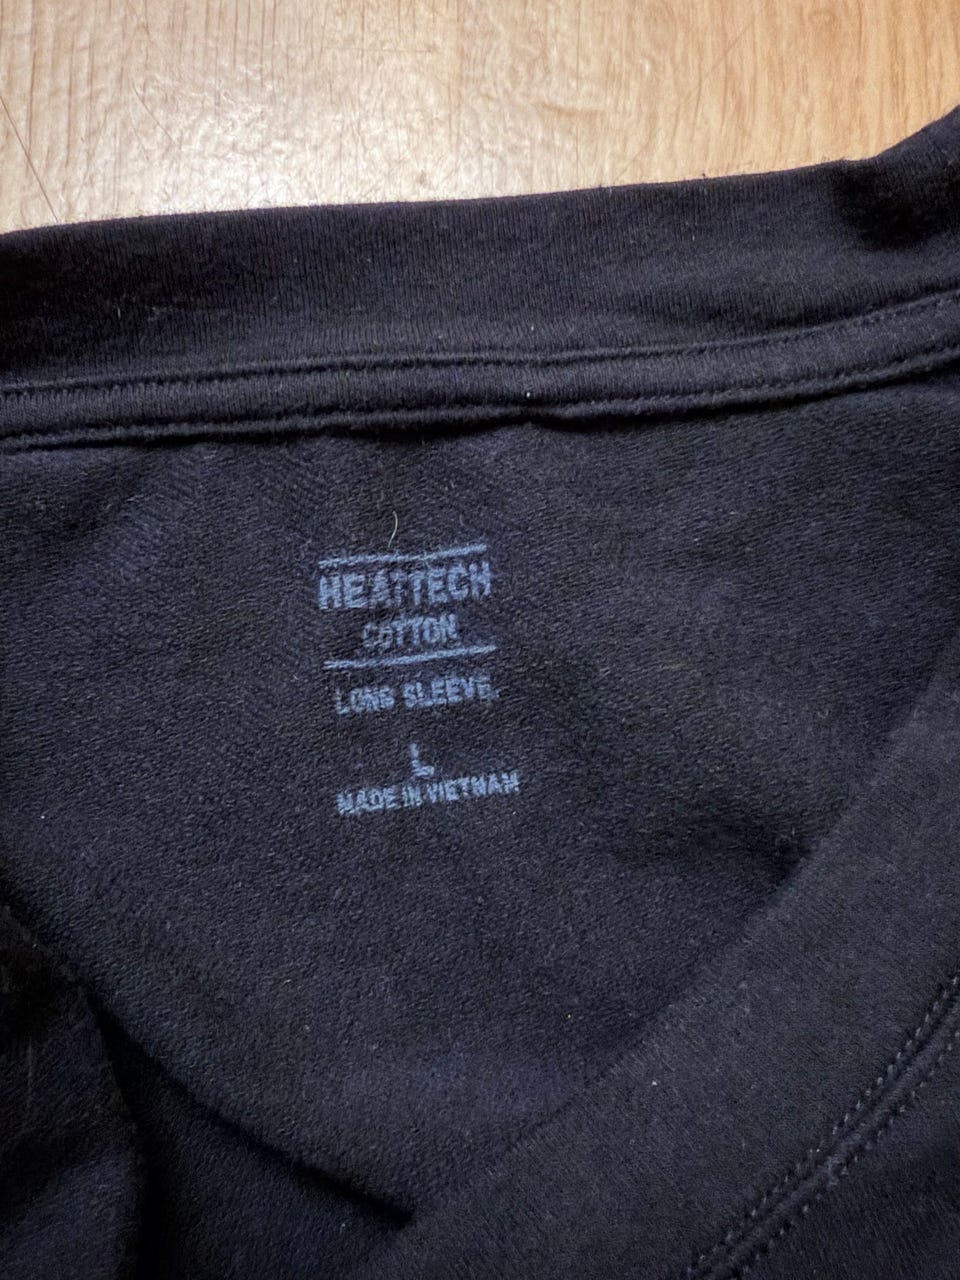 HEATTECH
COTTON
LONG SLEEVE
L
MADE IN VIETNAM